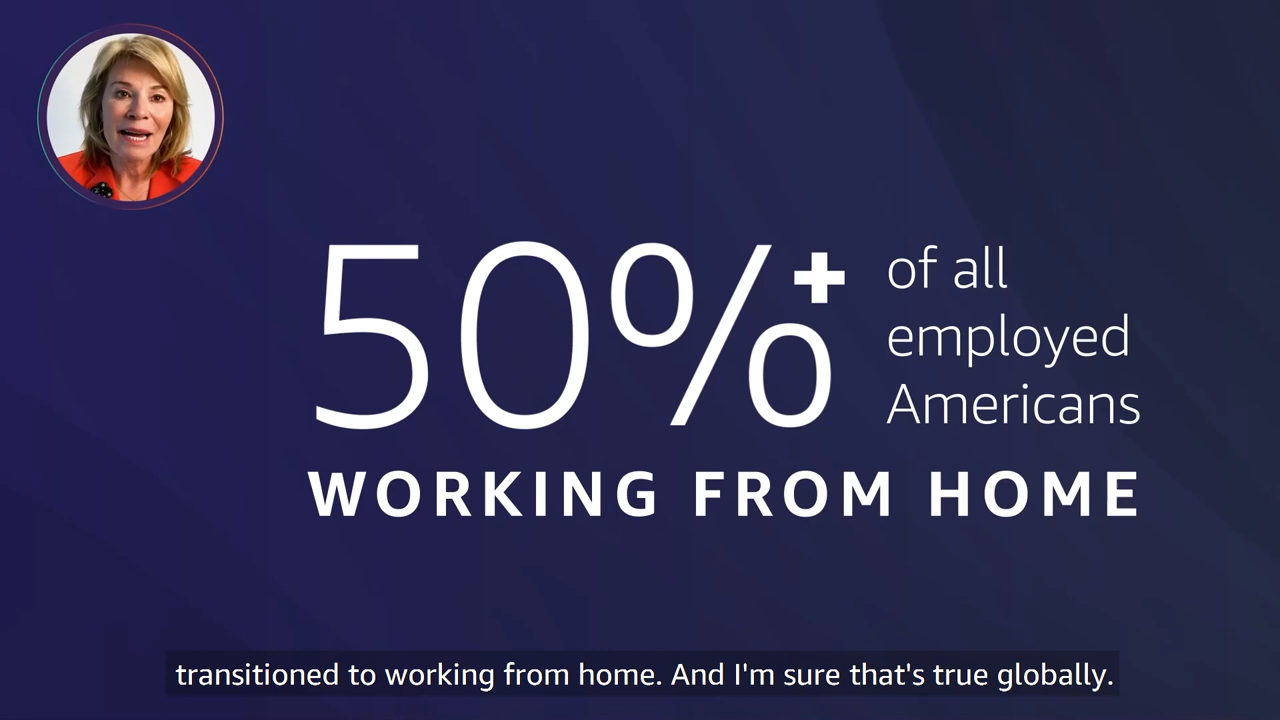 50%+
of all
employed
Americans
WORKING FROM HOME
transitioned to working from home. And I'm sure that's true globally.